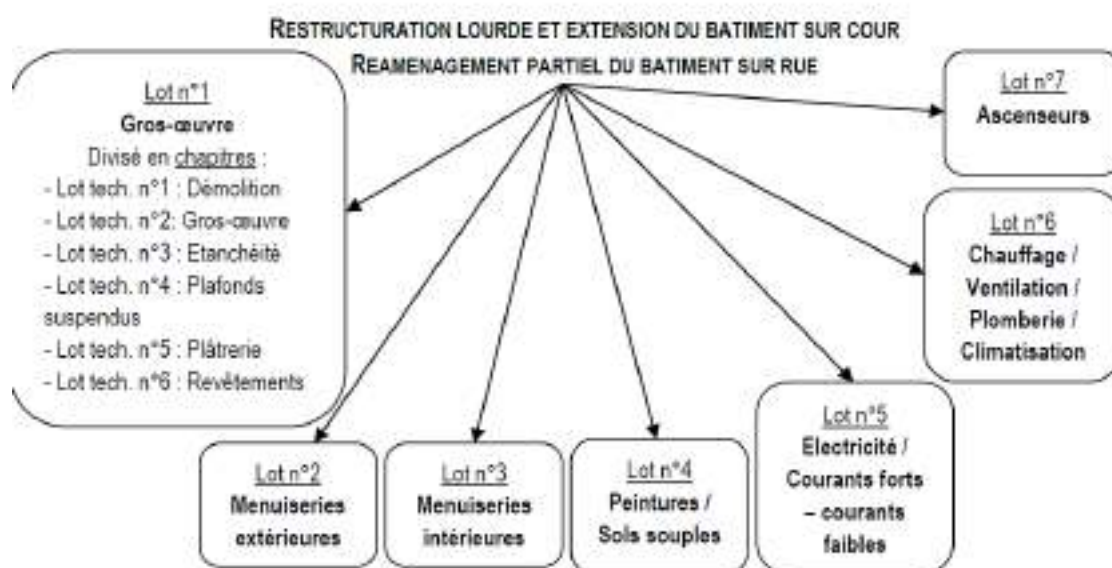 RESTRUCTURATION LOURDE ET EXTENSION DU BATIMENT SUR COUR
REAMENAGEMENT PARTIEL DU BATIMENT SUR RUE
Lot n°1
Gros-œuvre
Divisé en chapitres :
- Lot tech. n°1 : Démolition
- Lot tech. n°2: Gros-œuvre
- Lot tech. n°3 : Etanchéité
- Lot tech. n°4 : Plafonds
suspendus
- Lot tech. n°5 : Plâtrerie
- Lot tech. n°6 : Revêtements
Lot n°2
Menuiseries
extérieures
Lot n°3
Menuiseries
intérieures
Lot n°4
Peintures /
Sols souples
Lot n°5
Electricité /
Courants forts
– courants
faibles
Lot n°6
Chauffage /
Ventilation /
Plomberie /
Climatisation
Lot n°7
Ascenseurs